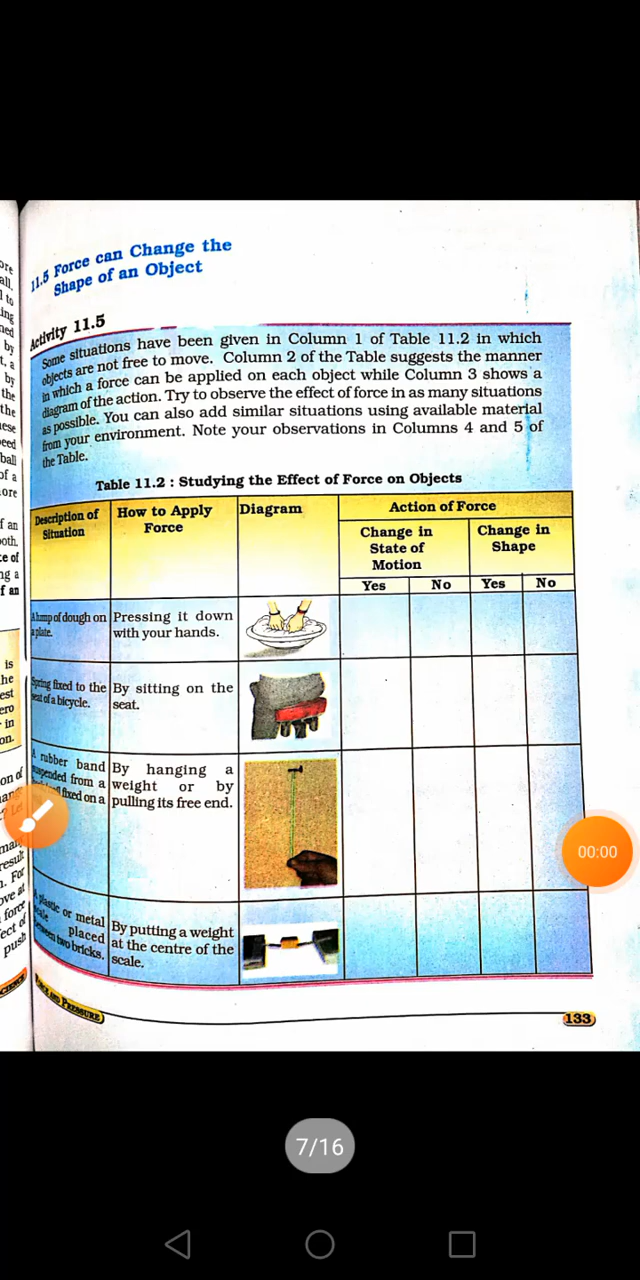 11.5 Force can Change the
Shape of an Object
Activity 11.5
Some situations have been given in Column 1 of Table 11.2 in which
objects are not free to move. Column 2 of the Table suggests the manner
in which a force can be applied on each object while Column 3 shows a
diagram of the action. Try to observe the effect of force in as many situations
as possible. You can also add similar situations using available material
from your environment. Note your observations in Columns 4 and 5 of
the Table.
Table 11.2 : Studying the Effect of Force on Objects
Description of
Situation
How to Apply
Force
Diagram
Action of Force
Change in
State of
Motion
Change in
Shape
Yes
No
Yes
No
A lump of dough on
a plate.
Pressing it down
with your hands.
Spring fixed to the
seat of a bicycle.
By sitting on the
seat.
A rubber band
suspended from a
fixed on a
By hanging a
weight or by
pulling its free end.
A plastic or metal
scale placed
between two bricks.
By putting a weight
at the centre of the
scale.
FORCE AND PRESSURE
133
00:00
7/16